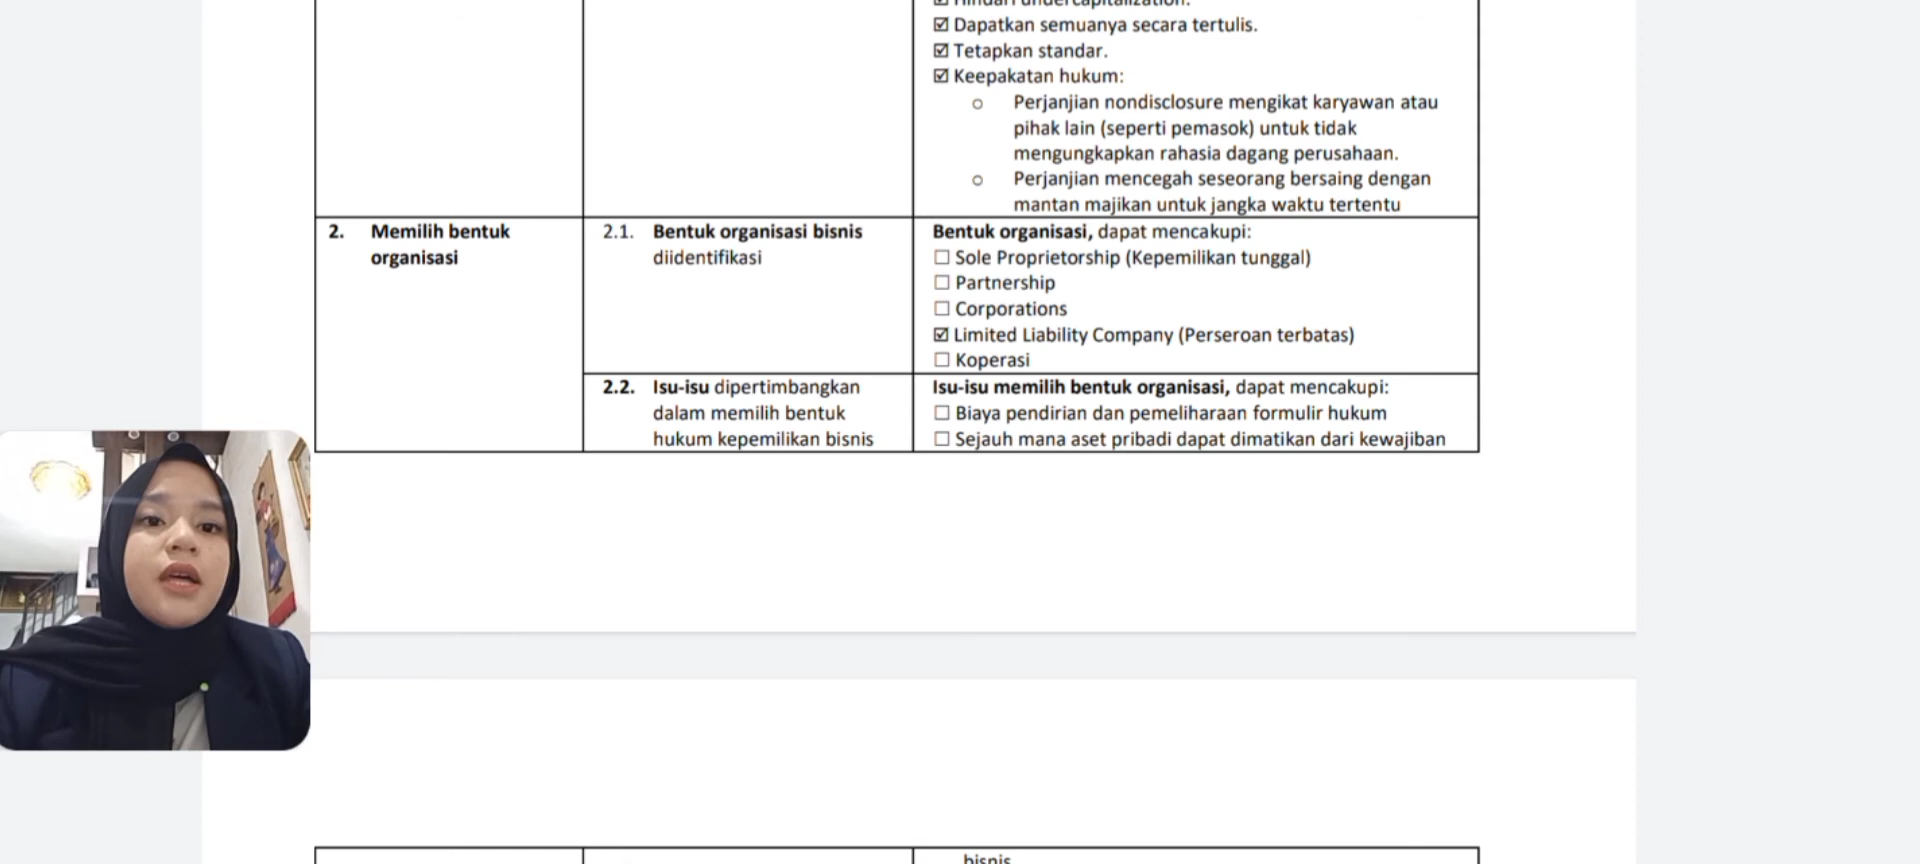 Hindari undercapitalization.
☑ Dapatkan semuanya secara tertulis.
☑ Tetapkan standar.
☑ Keepakatan hukum:
o Perjanjian nondisclosure mengikat karyawan atau
pihak lain (seperti pemasok) untuk tidak
mengungkapkan rahasia dagang perusahaan.
o Perjanjian mencegah seseorang bersaing dengan
mantan majikan untuk jangka waktu tertentu
2. Memilih bentuk
organisasi
2.1. Bentuk organisasi bisnis
diidentifikasi
Bentuk organisasi, dapat mencakupi:
☐ Sole Proprietorship (Kepemilikan tunggal)
☐ Partnership
☐ Corporations
☑ Limited Liability Company (Perseroan terbatas)
☐ Koperasi
2.2. Isu-isu dipertimbangkan
dalam memilih bentuk
hukum kepemilikan bisnis
Isu-isu memilih bentuk organisasi, dapat mencakupi:
☐ Biaya pendirian dan pemeliharaan formulir hukum
☐ Sejauh mana aset pribadi dapat dimatikan dari kewajiban
bisnis